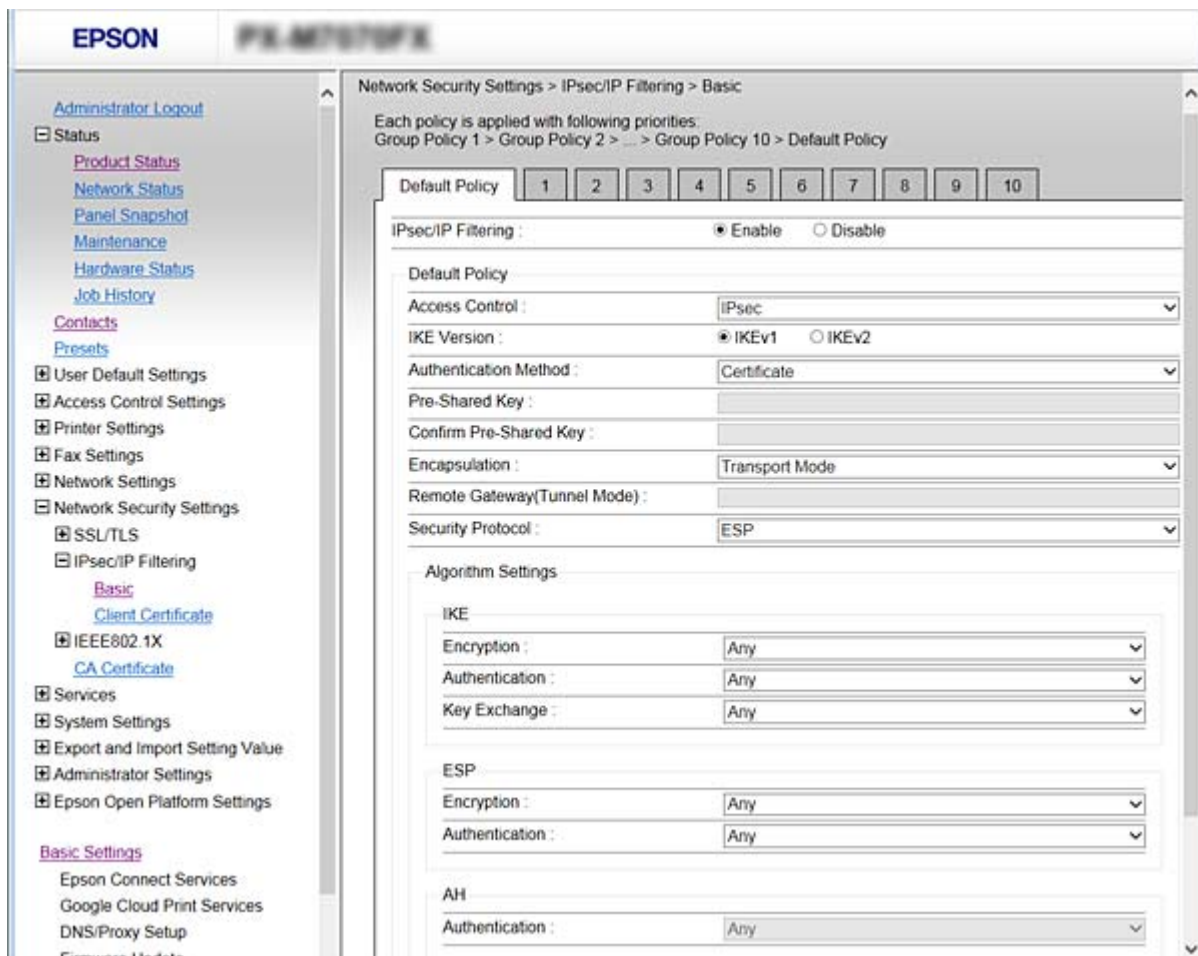 EPSON
Administrator Logout
Status
Product Status
Network Status
Panel Snapshot
Maintenance
Hardware Status
Job History
Contacts
Presets
User Default Settings
Access Control Settings
Printer Settings
Fax Settings
Network Settings
Network Security Settings
SSL/TLS
IPsec/IP Filtering
Basic
Client Certificate
IEEE802.1X
CA Certificate
Services
System Settings
Export and Import Setting Value
Administrator Settings
Epson Open Platform Settings
Basic Settings
Epson Connect Services
Google Cloud Print Services
DNS/Proxy Setup
Network Security Settings > IPsec/IP Filtering > Basic
Each policy is applied with following priorities:
Group Policy 1 > Group Policy 2 > ... > Group Policy 10 > Default Policy
Default Policy 1 2 3 4 5 6 7 8 9 10
IPsec/IP Filtering : Enable Disable
Default Policy
Access Control : IPsec
IKE Version : IKEv1 IKEv2
Authentication Method : Certificate
Pre-Shared Key :
Confirm Pre-Shared Key :
Encapsulation : Transport Mode
Remote Gateway(Tunnel Mode) :
Security Protocol : ESP
Algorithm Settings
IKE
Encryption : Any
Authentication : Any
Key Exchange : Any
ESP
Encryption : Any
Authentication : Any
AH
Authentication : Any